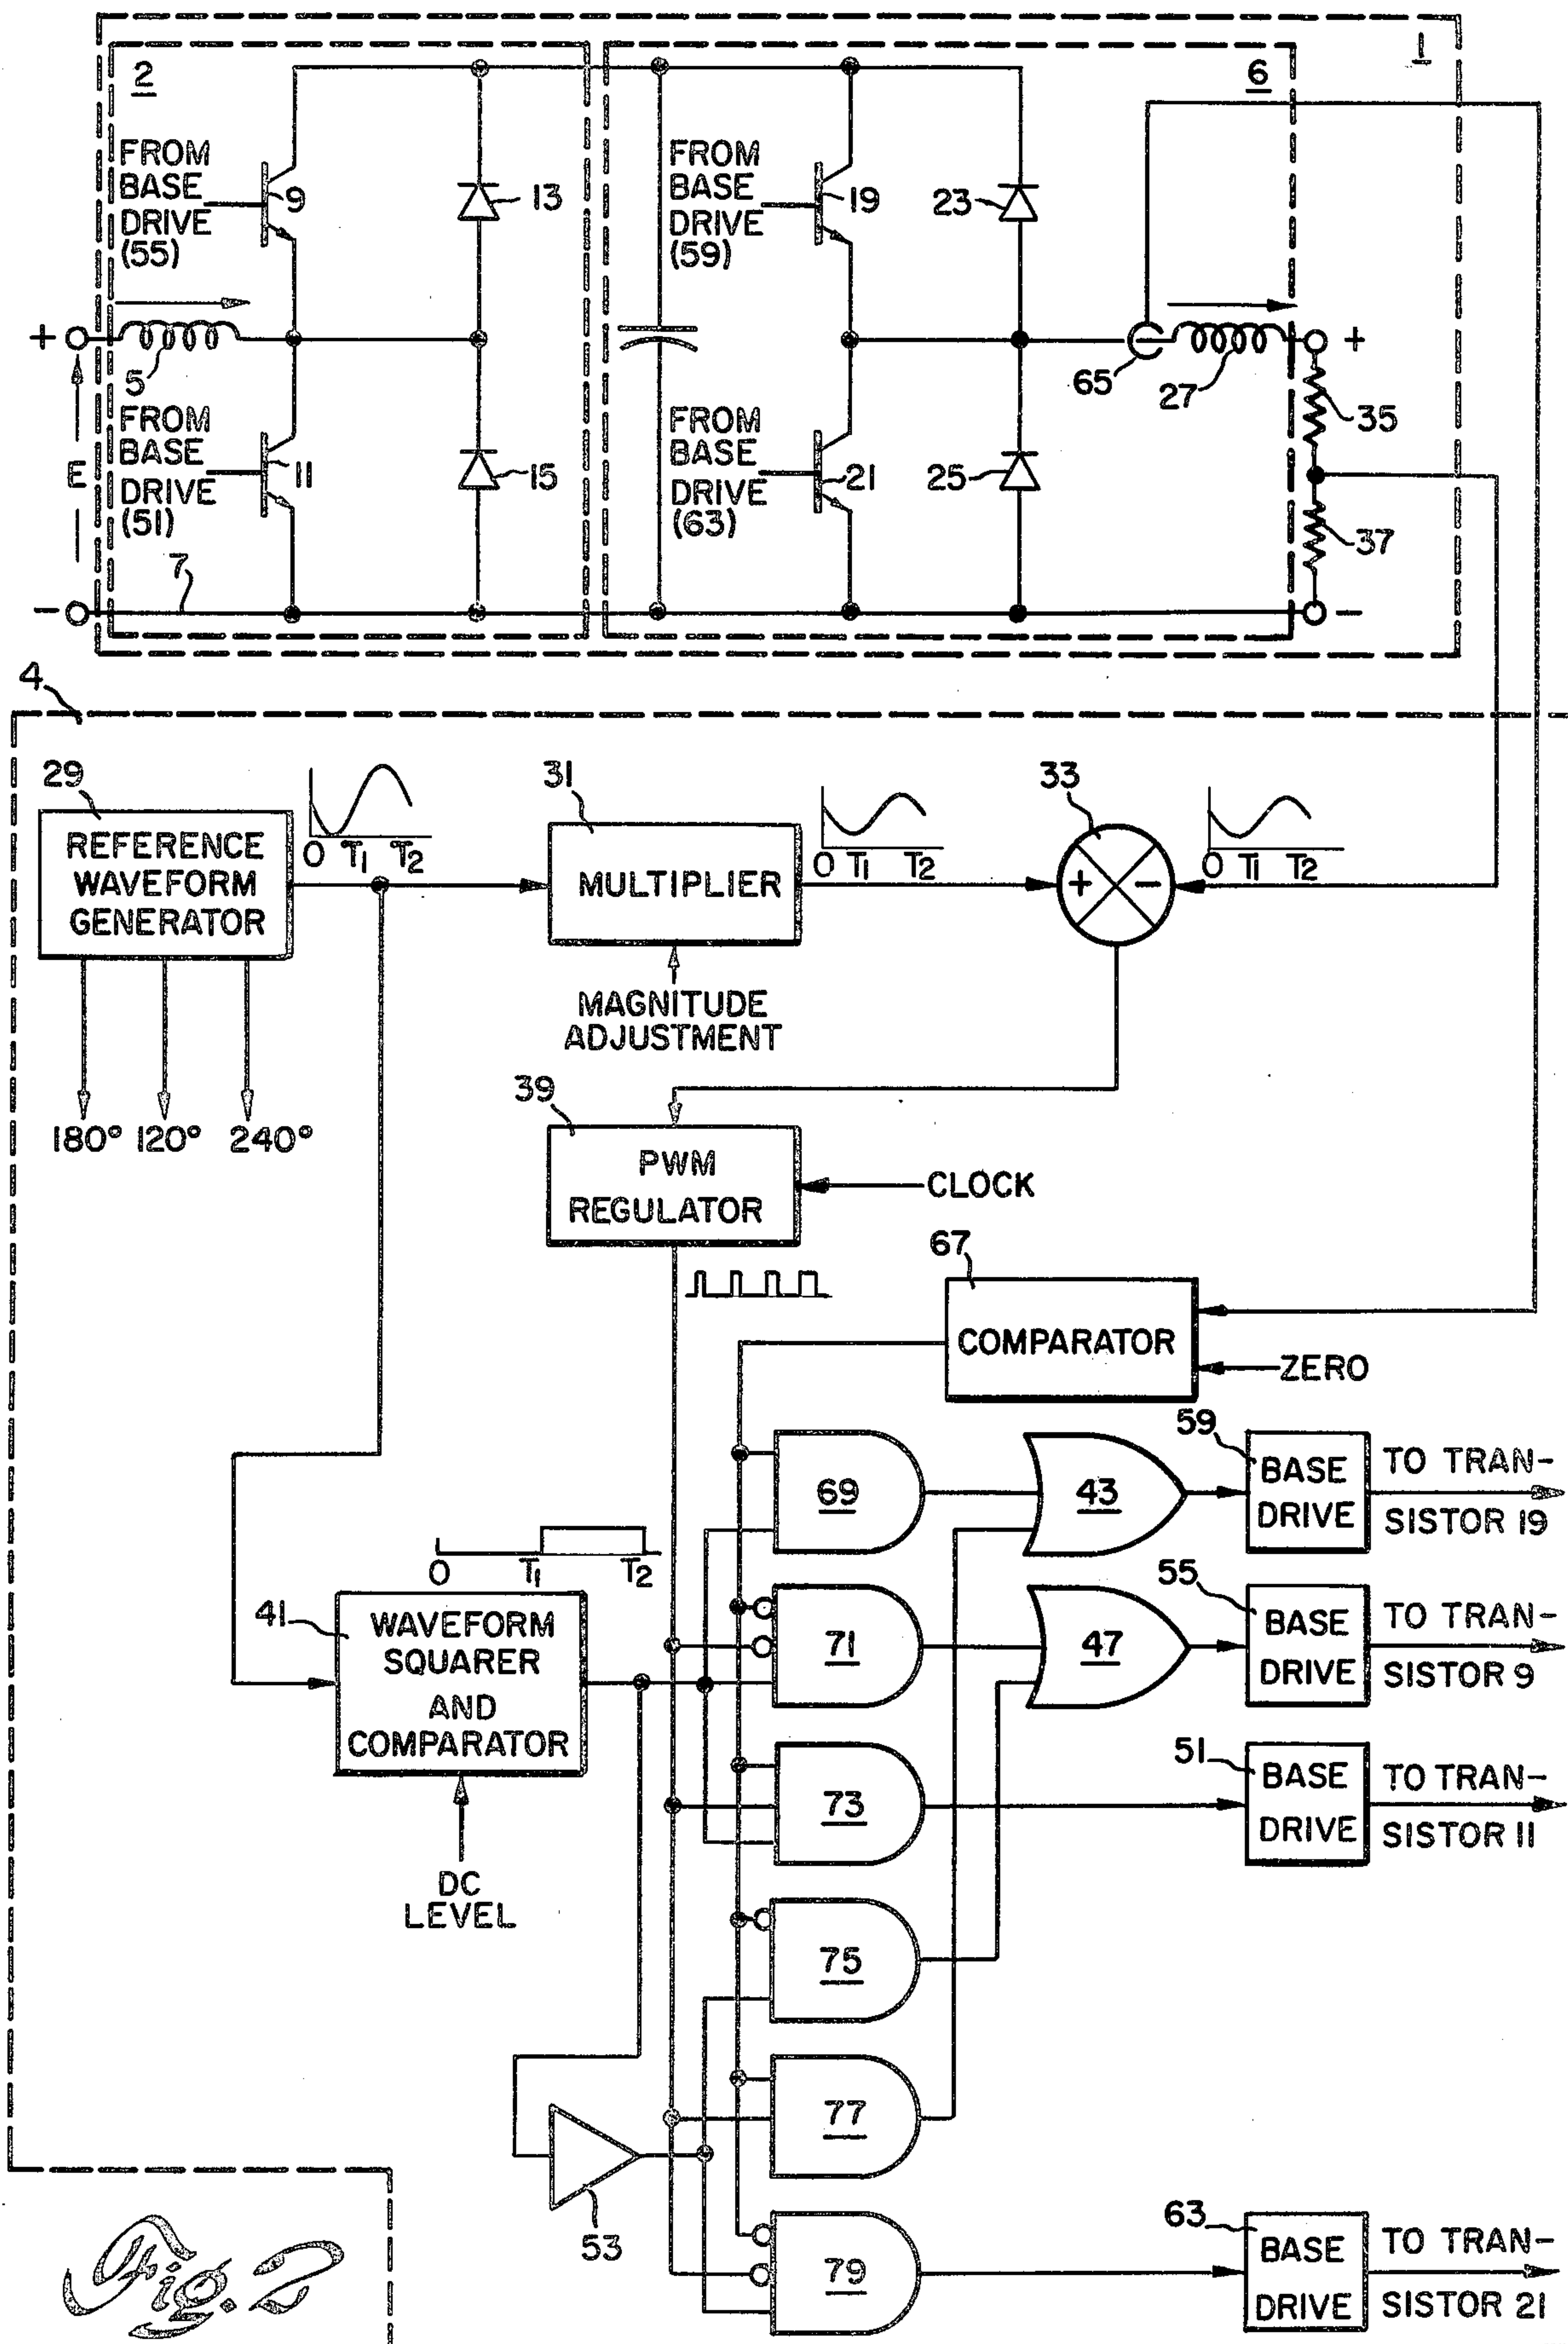 2
6
1
FROM
BASE
DRIVE
(55)
9
13
FROM
BASE
DRIVE
(59)
19
23
+
5
65
27
+
35
E
FROM
BASE
DRIVE
(51)
11
15
FROM
BASE
DRIVE
(63)
21
25
37
7
-
-
4
29
REFERENCE
WAVEFORM
GENERATOR
O T1 T2
31
MULTIPLIER
O T1 T2
33
+ -
O T1 T2
MAGNITUDE
ADJUSTMENT
180° 120° 240°
39
PWM
REGULATOR
CLOCK
67
COMPARATOR
ZERO
69
43
59
BASE
DRIVE
TO TRAN-
SISTOR 19
O T1 T2
41
WAVEFORM
SQUARER
AND
COMPARATOR
DC
LEVEL
71
47
55
BASE
DRIVE
TO TRAN-
SISTOR 9
73
51
BASE
DRIVE
TO TRAN-
SISTOR 11
75
77
53
79
63
BASE
DRIVE
TO TRAN-
SISTOR 21
Fig. 2